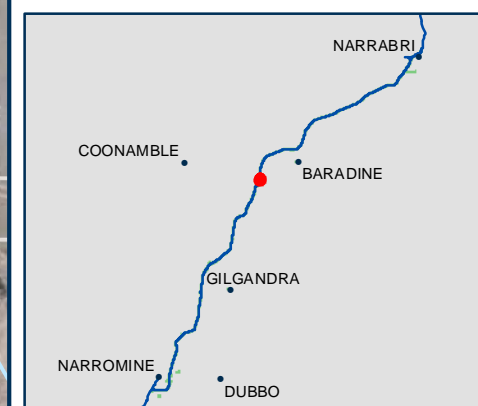 NARRABRI
COONAMBLE
BARADINE
GILGANDRA
NARROMINE
DUBBO